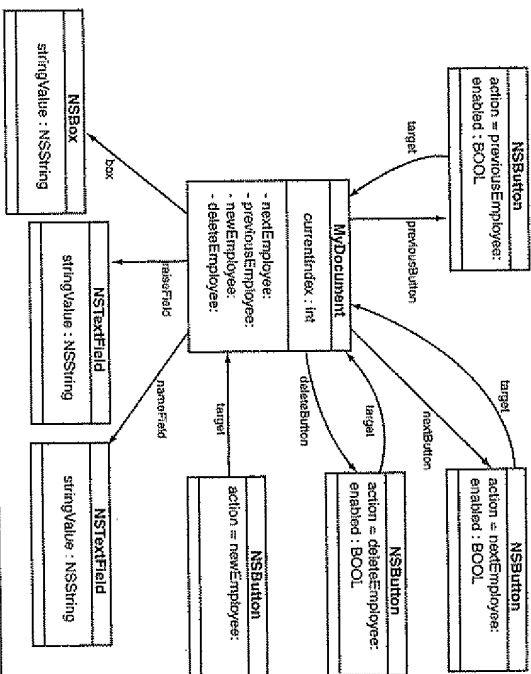 NSButton
action = previousEmployee:
enabled : BOOL
NSButton
action = nextEmployee:
enabled : BOOL
target
previousButton
target
nextButton
MyDocument
currentIndex : int
- nextEmployee:
- previousEmployee:
- newEmployee:
- deleteEmployee:
target
deleteButton
NSButton
action = deleteEmployee:
enabled : BOOL
target
NSButton
action = newEmployee:
box
raiseField
nameField
NSBox
stringValue : NSString
NSTextField
stringValue : NSString
NSTextField
stringValue : NSString